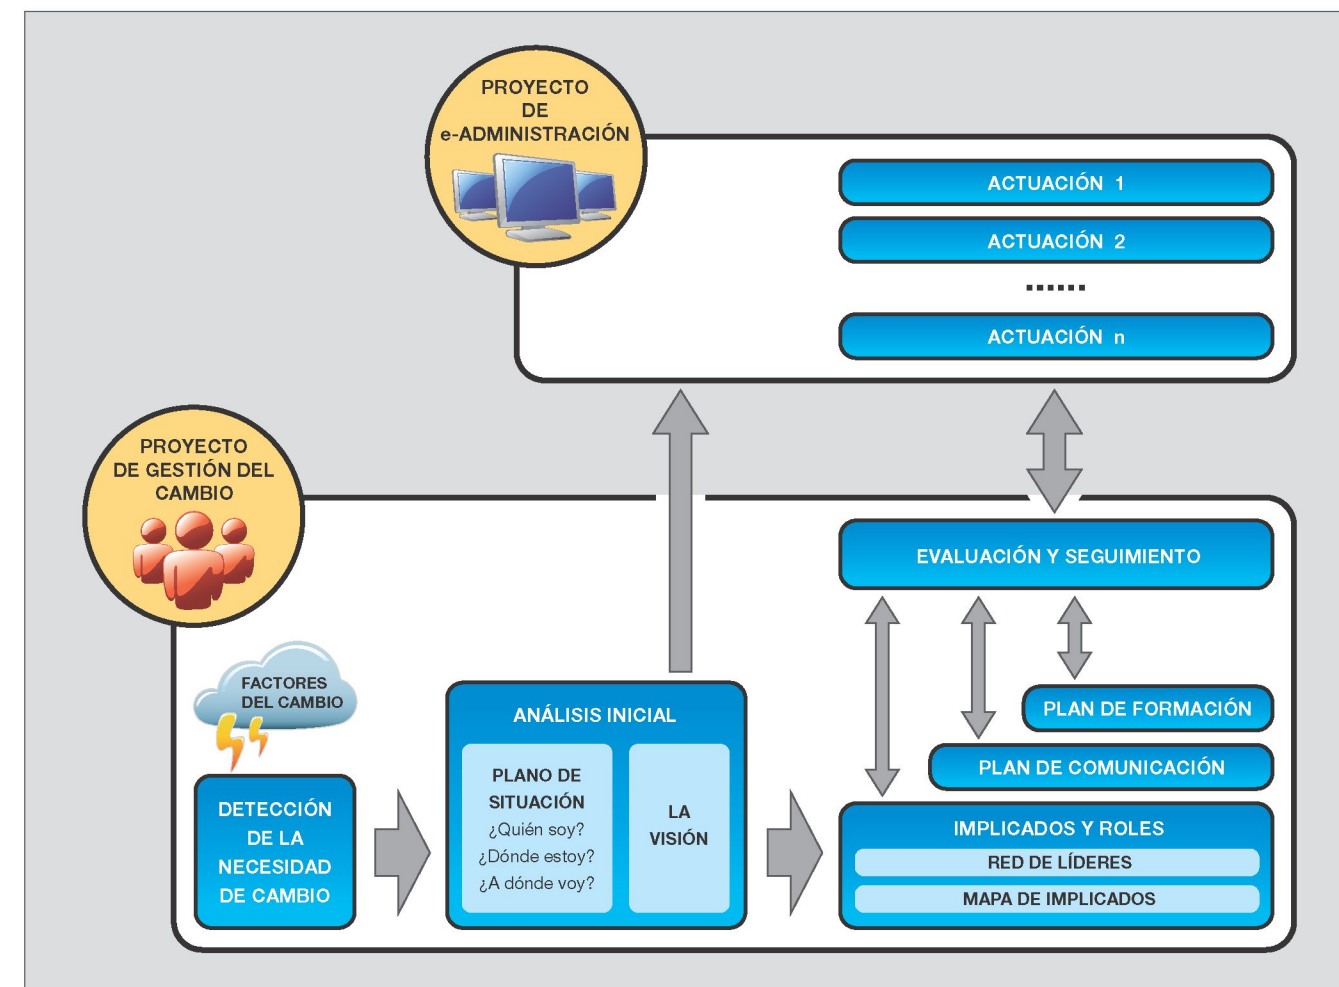 PROYECTO
DE
e-ADMINISTRACIÓN
ACTUACIÓN 1
ACTUACIÓN 2
......
ACTUACIÓN n
PROYECTO
DE GESTIÓN DEL
CAMBIO
EVALUACIÓN Y SEGUIMIENTO
FACTORES
DEL CAMBIO
DETECCIÓN
DE LA
NECESIDAD
DE CAMBIO
ANÁLISIS INICIAL
PLANO DE
SITUACIÓN
¿Quién soy?
¿Dónde estoy?
¿A dónde voy?
LA
VISIÓN
PLAN DE FORMACIÓN
PLAN DE COMUNICACIÓN
IMPLICADOS Y ROLES
RED DE LÍDERES
MAPA DE IMPLICADOS